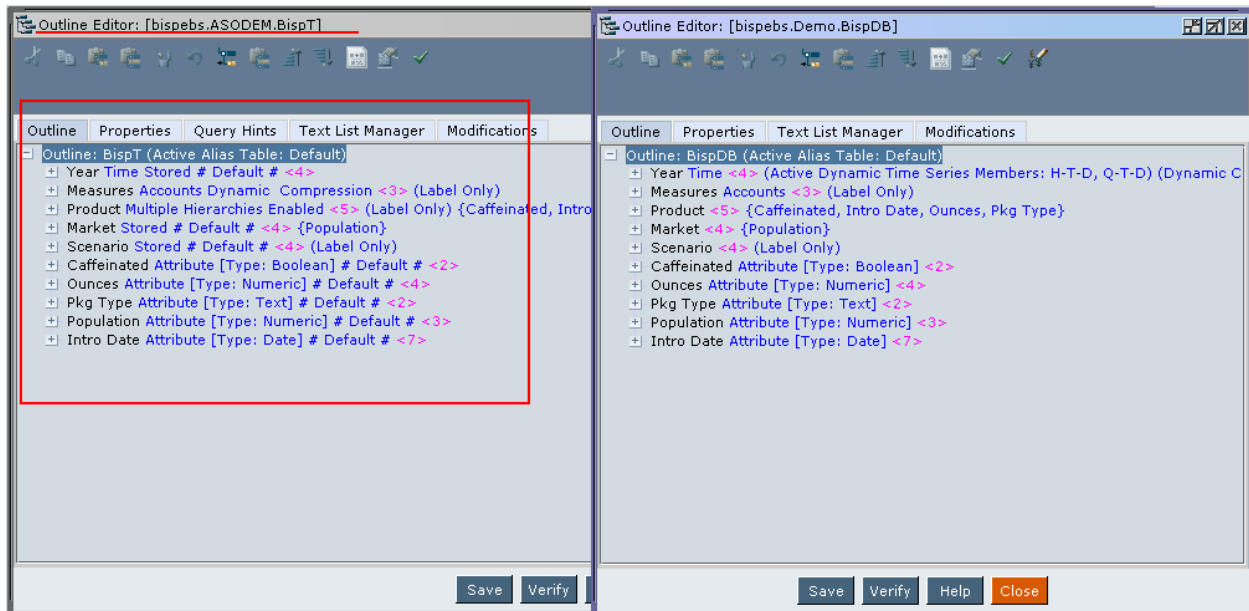 Outline Editor: [bispebs.ASODEM.BispT]
Outline Properties Query Hints Text List Manager Modifications
Outline: BispT (Active Alias Table: Default)
Year Time Stored # Default # <4>
Measures Accounts Dynamic Compression <3> (Label Only)
Product Multiple Hierarchies Enabled <5> (Label Only) {Caffeinated, Intro
Market Stored # Default # <4> {Population}
Scenario Stored # Default # <4> (Label Only)
Caffeinated Attribute [Type: Boolean] # Default # <2>
Ounces Attribute [Type: Numeric] # Default # <4>
Pkg Type Attribute [Type: Text] # Default # <2>
Population Attribute [Type: Numeric] # Default # <3>
Intro Date Attribute [Type: Date] # Default # <7>
Save Verify
Outline Editor: [bispebs.Demo.BispDB]
Outline Properties Text List Manager Modifications
Outline: BispDB (Active Alias Table: Default)
Year Time <4> (Active Dynamic Time Series Members: H-T-D, Q-T-D) (Dynamic C
Measures Accounts <3> (Label Only)
Product <5> {Caffeinated, Intro Date, Ounces, Pkg Type}
Market <4> {Population}
Scenario <4> (Label Only)
Caffeinated Attribute [Type: Boolean] <2>
Ounces Attribute [Type: Numeric] <4>
Pkg Type Attribute [Type: Text] <2>
Population Attribute [Type: Numeric] <3>
Intro Date Attribute [Type: Date] <7>
Save Verify Help Close